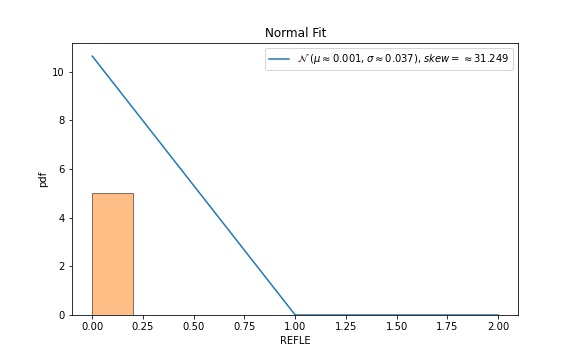 Normal Fit
𝒩 (μ ≈ 0.001, σ ≈ 0.037), skew = ≈ 31.249
pdf
10
8
6
4
2
0
0.00 0.25 0.50 0.75 1.00 1.25 1.50 1.75 2.00
REFLE